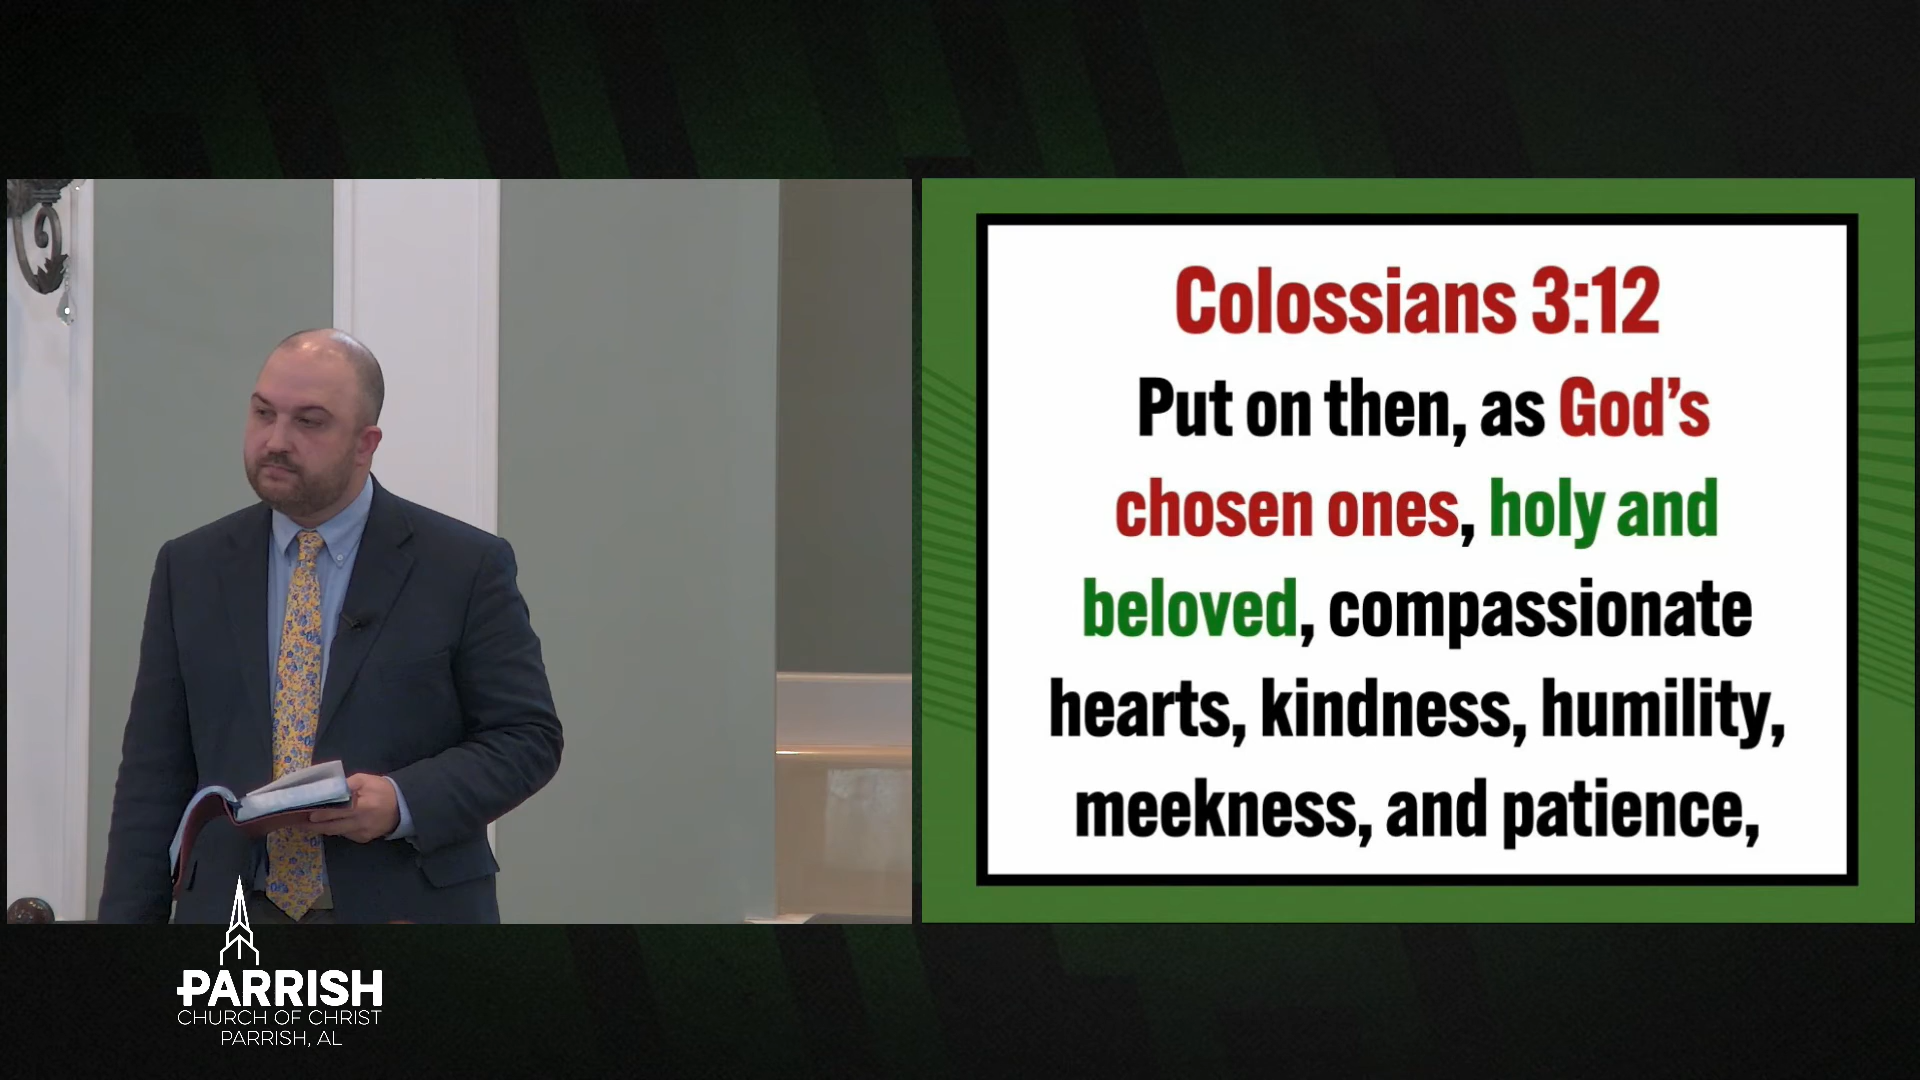 Colossians 3:12
Put on then, as God's
chosen ones, holy and
beloved, compassionate
hearts, kindness, humility,
meekness, and patience,
PARRISH
CHURCH OF CHRIST
PARRISH, AL